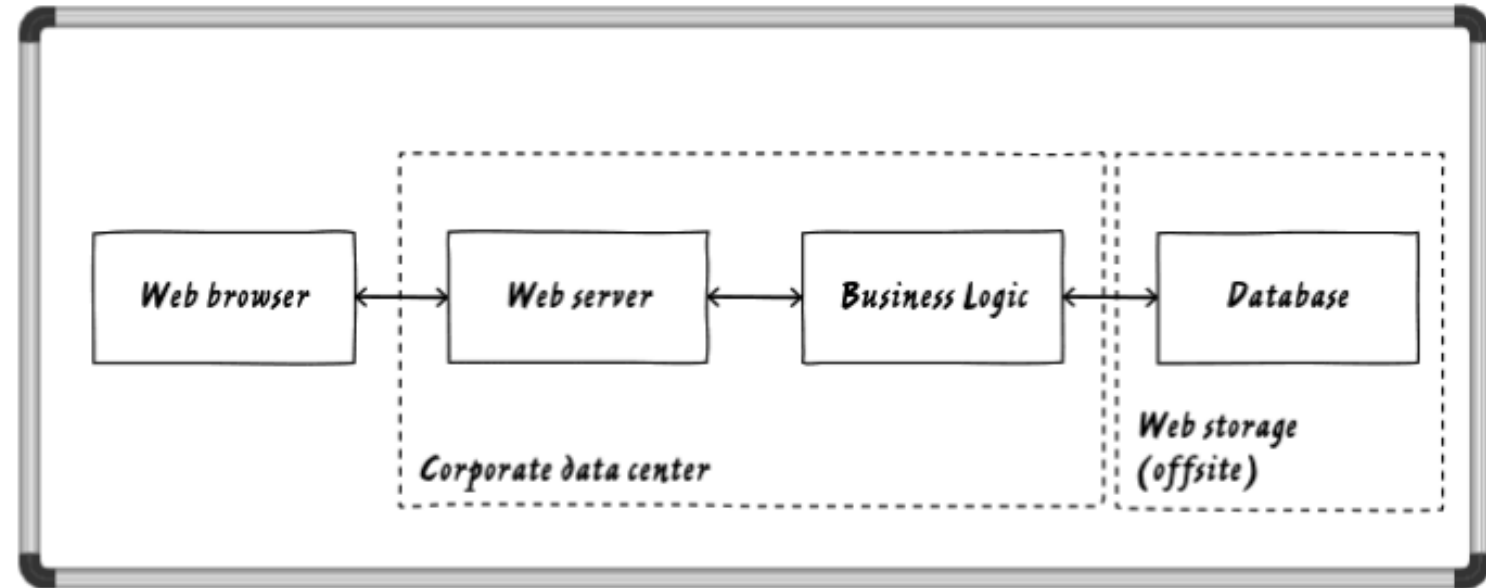 Web browser
Web server
Business Logic
Database
Corporate data center
Web storage
(offsite)